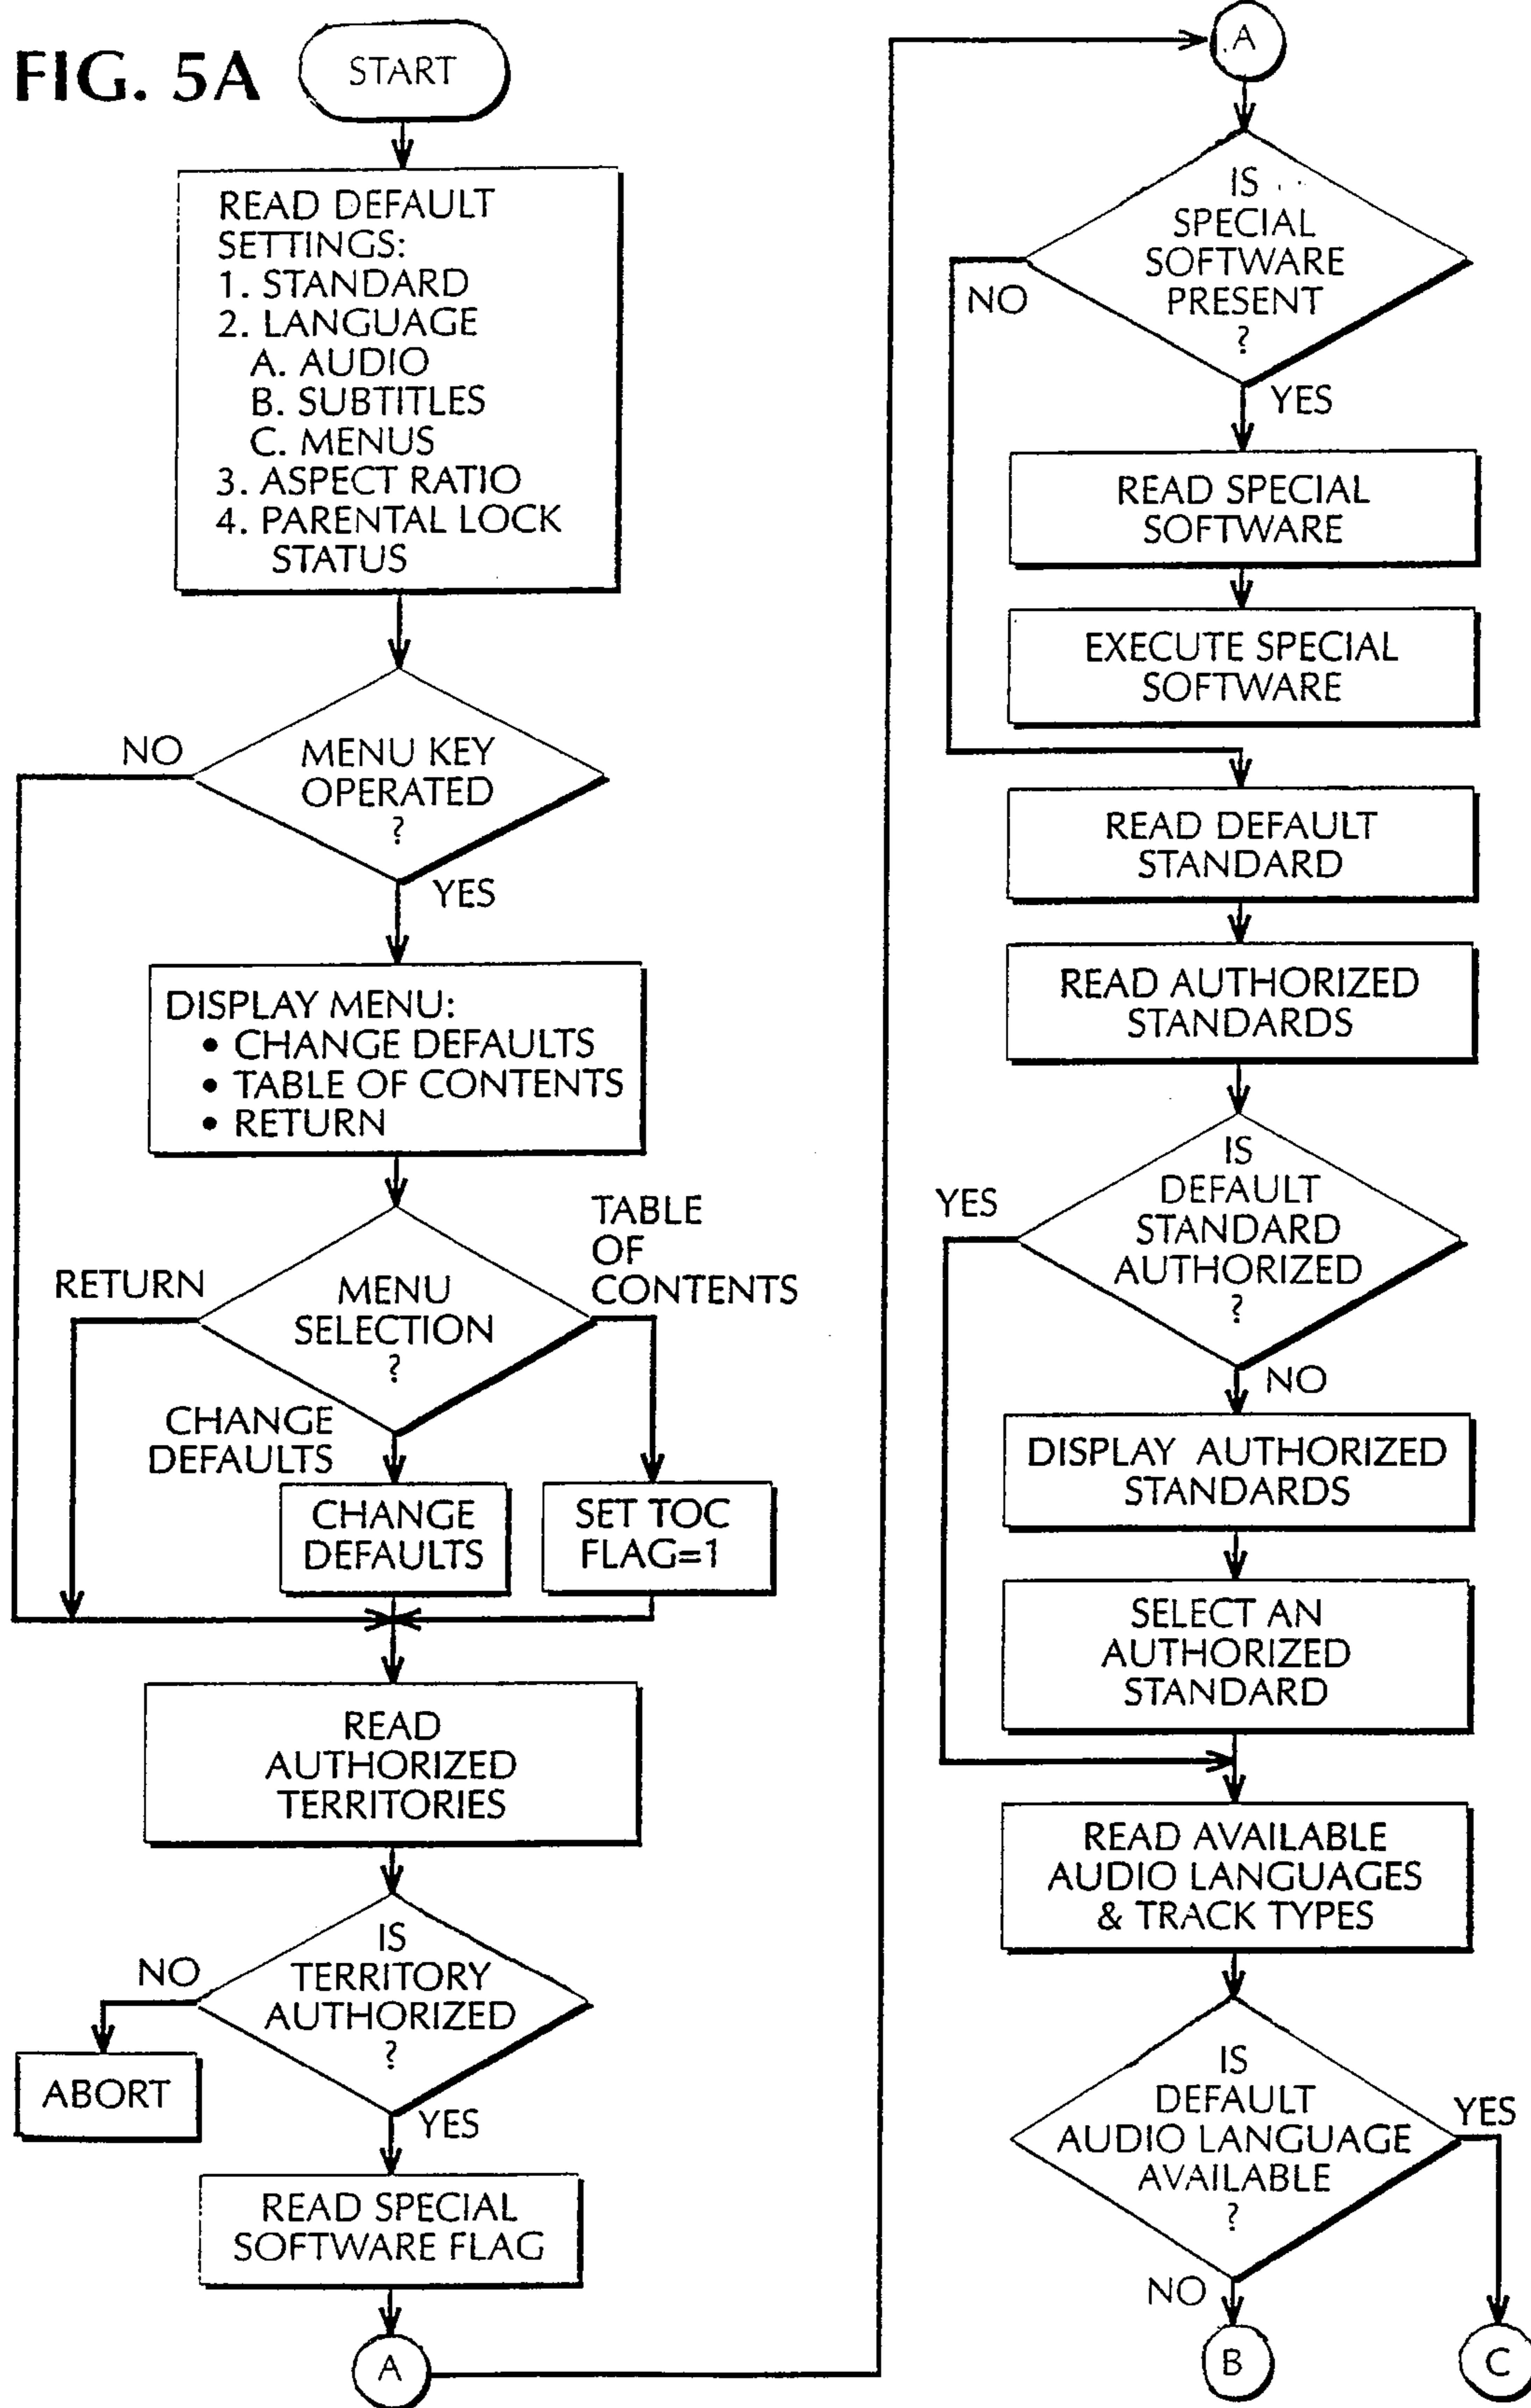 FIG. 5A
START
READ DEFAULT
SETTINGS:
1. STANDARD
2. LANGUAGE
A. AUDIO
B. SUBTITLES
C. MENUS
3. ASPECT RATIO
4. PARENTAL LOCK
STATUS
NO
MENU KEY
OPERATED
?
YES
DISPLAY MENU:
• CHANGE DEFAULTS
• TABLE OF CONTENTS
• RETURN
TABLE
OF
CONTENTS
RETURN
MENU
SELECTION
?
CHANGE
DEFAULTS
CHANGE
DEFAULTS
SET TOC
FLAG=1
READ
AUTHORIZED
TERRITORIES
NO
IS
TERRITORY
AUTHORIZED
?
ABORT
YES
READ SPECIAL
SOFTWARE FLAG
A
A
IS
SPECIAL
SOFTWARE
PRESENT
?
NO
YES
READ SPECIAL
SOFTWARE
EXECUTE SPECIAL
SOFTWARE
READ DEFAULT
STANDARD
READ AUTHORIZED
STANDARDS
YES
IS
DEFAULT
STANDARD
AUTHORIZED
?
NO
DISPLAY AUTHORIZED
STANDARDS
SELECT AN
AUTHORIZED
STANDARD
READ AVAILABLE
AUDIO LANGUAGES
& TRACK TYPES
IS
DEFAULT
AUDIO LANGUAGE
AVAILABLE
?
YES
NO
B
C